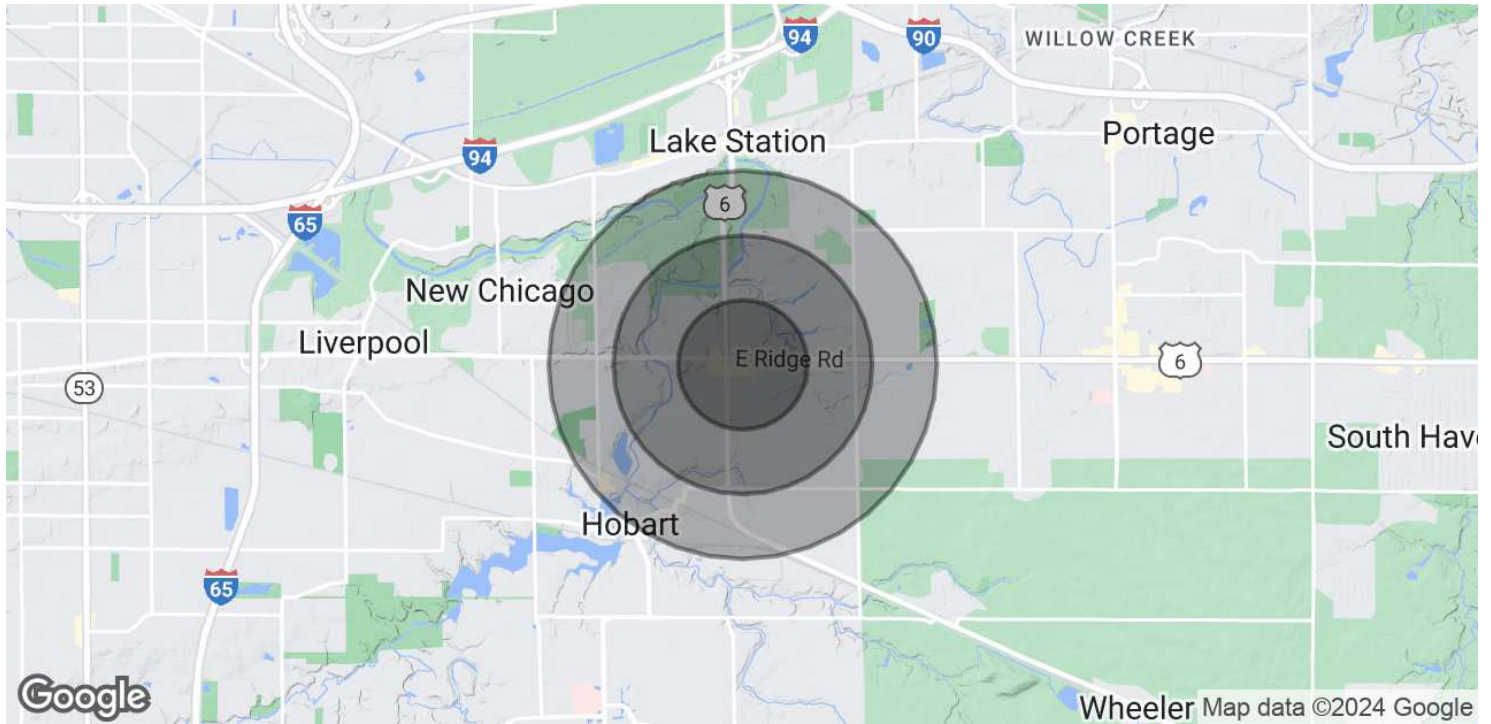 94
90
WILLOW CREEK
Lake Station
Portage
94
6
65
New Chicago
Liverpool
E Ridge Rd
6
53
South Hav
Hobart
65
Google
Wheeler
Map data ©2024 Google